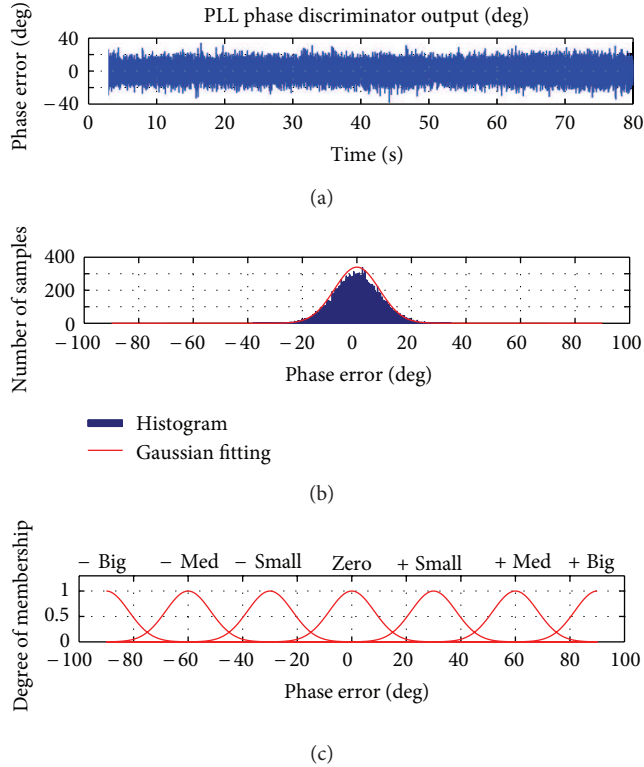 PLL phase discriminator output (deg)
Phase error (deg)
40
0
−40
0 10 20 30 40 50 60 70 80
Time (s)
(a)
Number of samples
400
200
0
−100 −80 −60 −40 −20 0 20 40 60 80 100
Phase error (deg)
Histogram
Gaussian fitting
(b)
Degree of membership
− Big − Med − Small Zero + Small + Med + Big
1
0.5
0
−100 −80 −60 −40 −20 0 20 40 60 80 100
Phase error (deg)
(c)